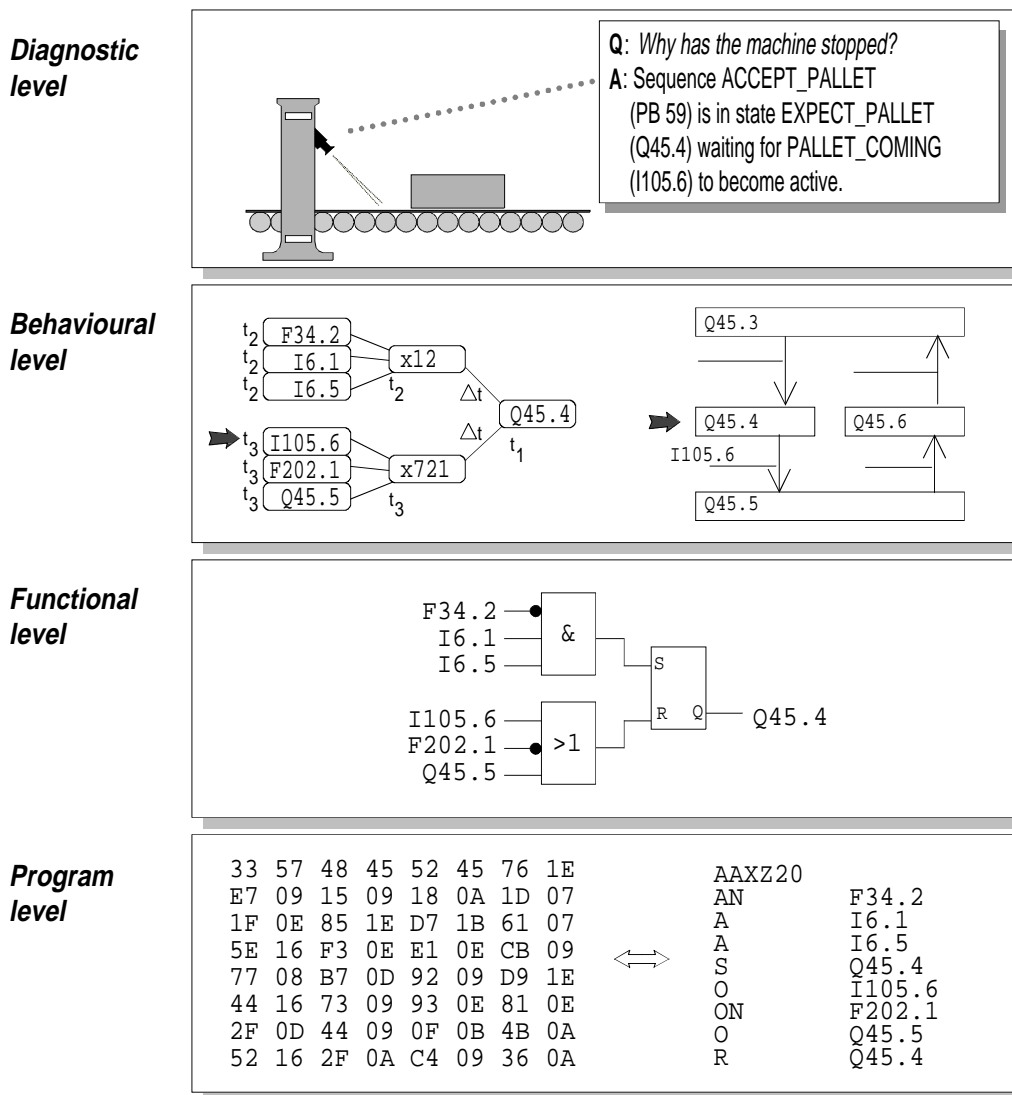 Diagnostic
level
Q: Why has the machine stopped?
A: Sequence ACCEPT_PALLET
(PB 59) is in state EXPECT_PALLET
(Q45.4) waiting for PALLET_COMING
(I105.6) to become active.
Behavioural
level
t2 F34.2
t2 I6.1
t2 I6.5
x12
t2
△t
t3 I105.6
t3 F202.1
t3 Q45.5
x721
t3
△t
Q45.4
t1
Q45.3
Q45.4
Q45.6
I105.6
Q45.5
Functional
level
F34.2
I6.1
I6.5
&
I105.6
F202.1
Q45.5
>1
S
R Q
Q45.4
Program
level
33 57 48 45 52 45 76 1E
E7 09 15 09 18 0A 1D 07
1F 0E 85 1E D7 1B 61 07
5E 16 F3 0E E1 0E CB 09
77 08 B7 0D 92 09 D9 1E
44 16 73 09 93 0E 81 0E
2F 0D 44 09 0F 0B 4B 0A
52 16 2F 0A C4 09 36 0A
AAXZ20
AN F34.2
A I6.1
A I6.5
S Q45.4
O I105.6
ON F202.1
O Q45.5
R Q45.4